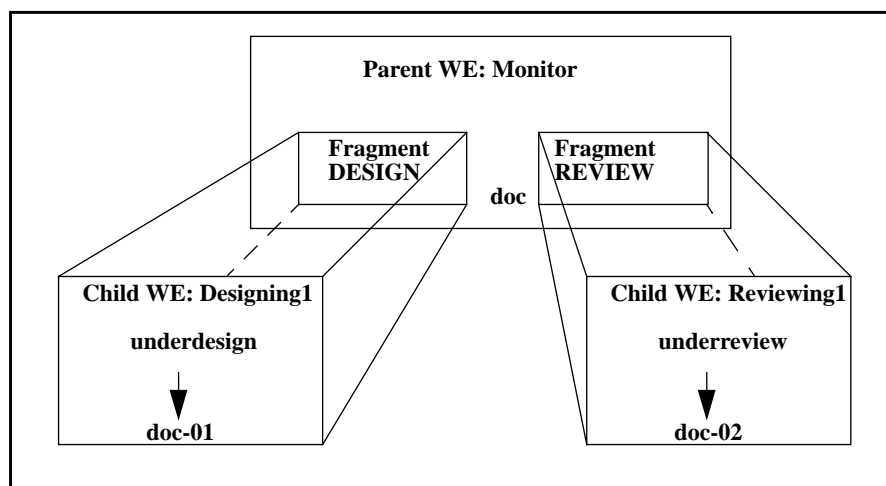 Parent WE: Monitor
Fragment
DESIGN
Fragment
REVIEW
doc
Child WE: Designing1
underdesign
doc-01
Child WE: Reviewing1
underreview
doc-02